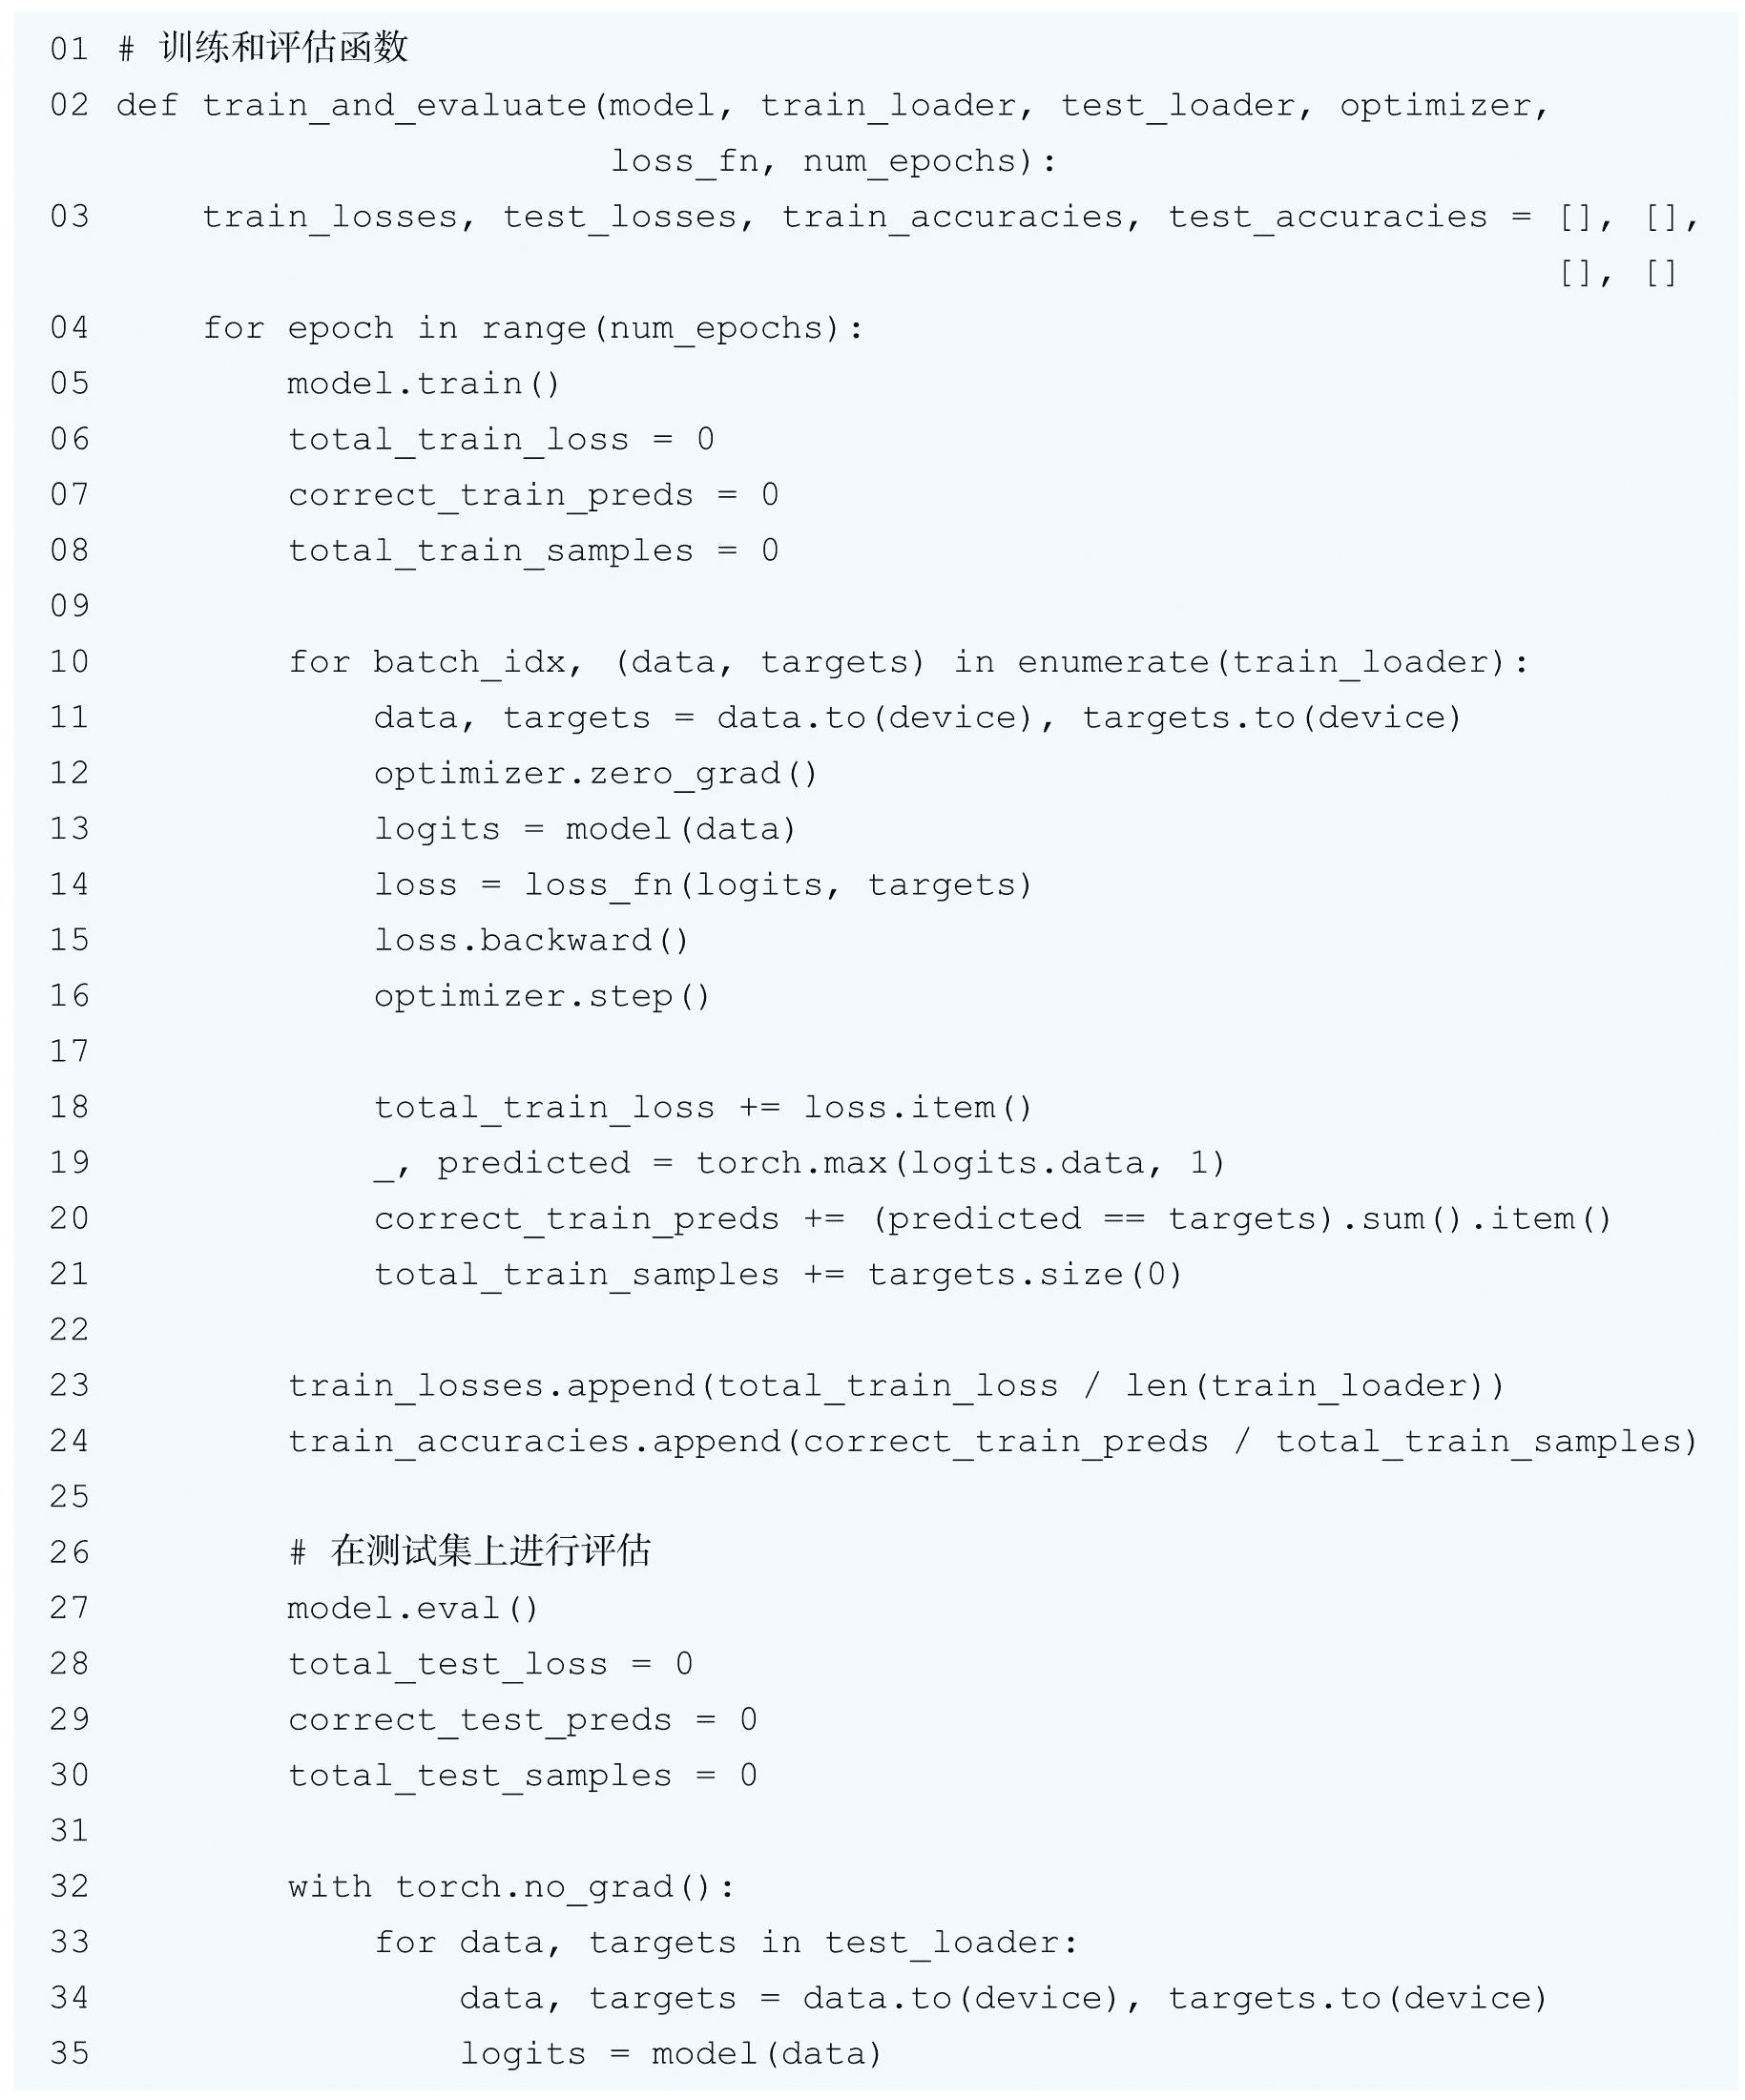 01 # 训练和评估函数
02 def train_and_evaluate(model, train_loader, test_loader, optimizer,
                          loss_fn, num_epochs):
03     train_losses, test_losses, train_accuracies, test_accuracies = [], [],
                                                                      [], []
04     for epoch in range(num_epochs):
05         model.train()
06         total_train_loss = 0
07         correct_train_preds = 0
08         total_train_samples = 0
09
10         for batch_idx, (data, targets) in enumerate(train_loader):
11             data, targets = data.to(device), targets.to(device)
12             optimizer.zero_grad()
13             logits = model(data)
14             loss = loss_fn(logits, targets)
15             loss.backward()
16             optimizer.step()
17
18             total_train_loss += loss.item()
19             _, predicted = torch.max(logits.data, 1)
20             correct_train_preds += (predicted == targets).sum().item()
21             total_train_samples += targets.size(0)
22
23         train_losses.append(total_train_loss / len(train_loader))
24         train_accuracies.append(correct_train_preds / total_train_samples)
25
26         # 在测试集上进行评估
27         model.eval()
28         total_test_loss = 0
29         correct_test_preds = 0
30         total_test_samples = 0
31
32         with torch.no_grad():
33             for data, targets in test_loader:
34                 data, targets = data.to(device), targets.to(device)
35                 logits = model(data)